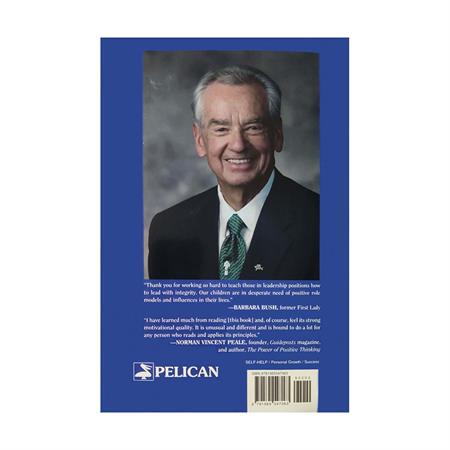 "Thank you for working so hard to teach those in leadership positions how
to lead with integrity. Our children are in desperate need of positive role
models and influences in their lives."
—BARBARA BUSH, former First Lady
"I have learned much from reading [this book] and, of course, feel its strong
motivational quality. It is unusual and different and is bound to do a lot for
any person who reads and applies its principles."
—NORMAN VINCENT PEALE, founder, Guideposts magazine,
and author, The Power of Positive Thinking
PELICAN
SELF-HELP / Personal Growth / Success